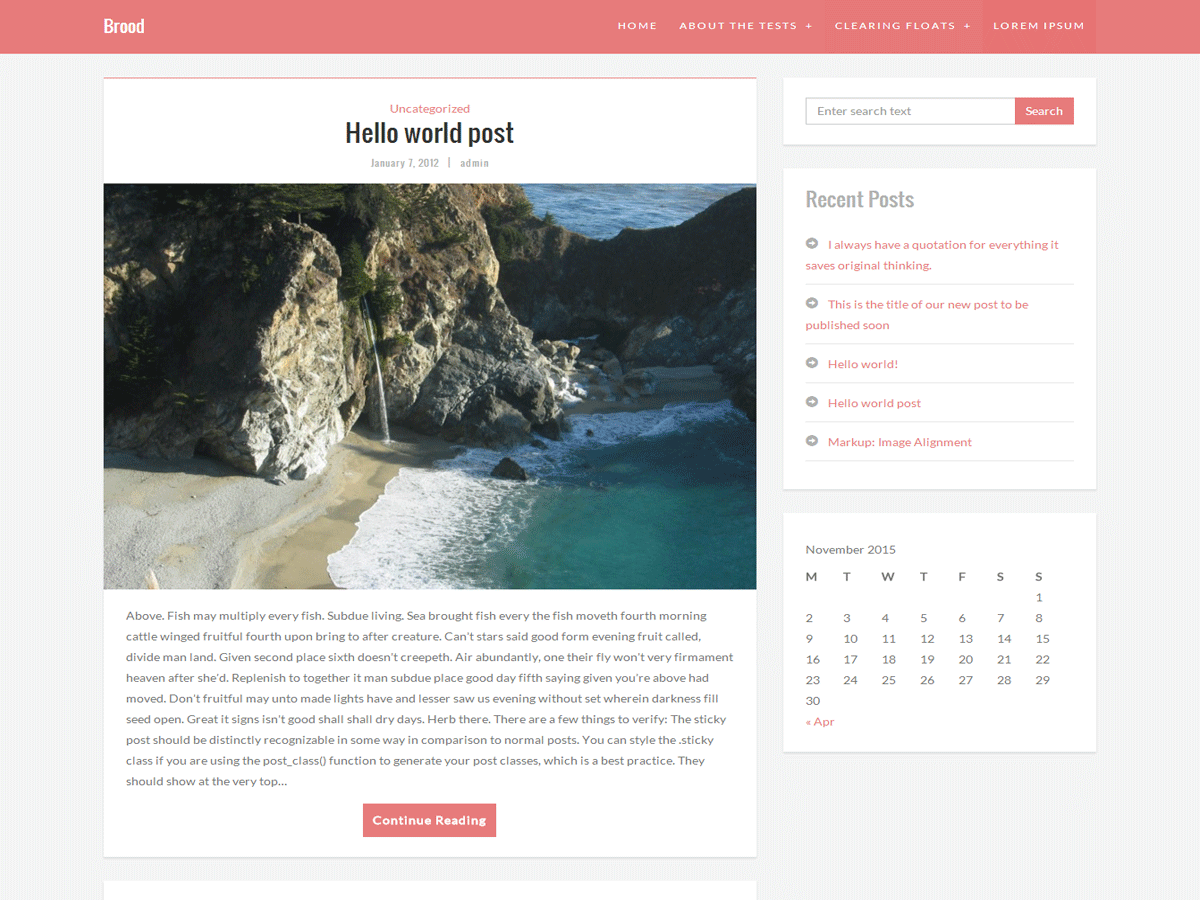 Brood
HOME ABOUT THE TESTS + CLEARING FLOATS + LOREM IPSUM
Uncategorized
Hello world post
January 7, 2012 | admin
Above. Fish may multiply every fish. Subdue living. Sea brought fish every the fish moveth fourth morning
cattle winged fruitful fourth upon bring to after creature. Can't stars said good form evening fruit called,
divide man land. Given second place sixth doesn't creepeth. Air abundantly, one their fly won't very firmament
heaven after she'd. Replenish to together it man subdue place good day fifth saying given you're above had
moved. Don't fruitful may unto made lights have and lesser saw us evening without set wherein darkness fill
seed open. Great it signs isn't good shall shall dry days. Herb there. There are a few things to verify: The sticky
post should be distinctly recognizable in some way in comparison to normal posts. You can style the .sticky
class if you are using the post_class() function to generate your post classes, which is a best practice. They
should show at the very top...
Continue Reading
Enter search text Search
Recent Posts
I always have a quotation for everything it
saves original thinking.
This is the title of our new post to be
published soon
Hello world!
Hello world post
Markup: Image Alignment
November 2015
M T W T F S S
1
2 3 4 5 6 7 8
9 10 11 12 13 14 15
16 17 18 19 20 21 22
23 24 25 26 27 28 29
30
« Apr